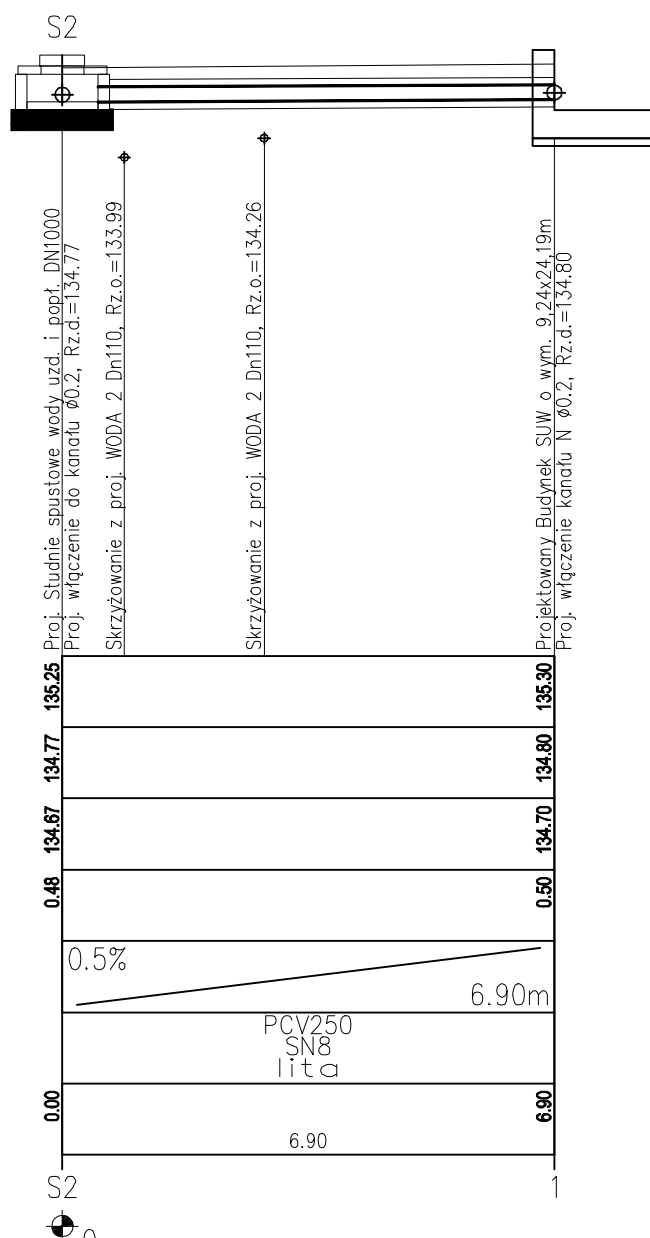 S2
Proj. Studnie spustowe wody uzd. i popł. DN1000
Proj. włączenie do kanału ø0.2, Rz.d.=134.77
Skrzyżowanie z proj. WODA 2 Dn110, Rz.o.=133.99
Skrzyżowanie z proj. WODA 2 Dn110, Rz.o.=134.26
Projektowany Budynek SUW o wym. 9,24x24,19m
Proj. włączenie kanału N ø0.2, Rz.d.=134.80
135.25
135.30
134.77
134.80
134.67
134.70
0.48
0.50
0.5%
6.90m
PCV250
SN8
lita
0.00
6.90
6.90
S2
1